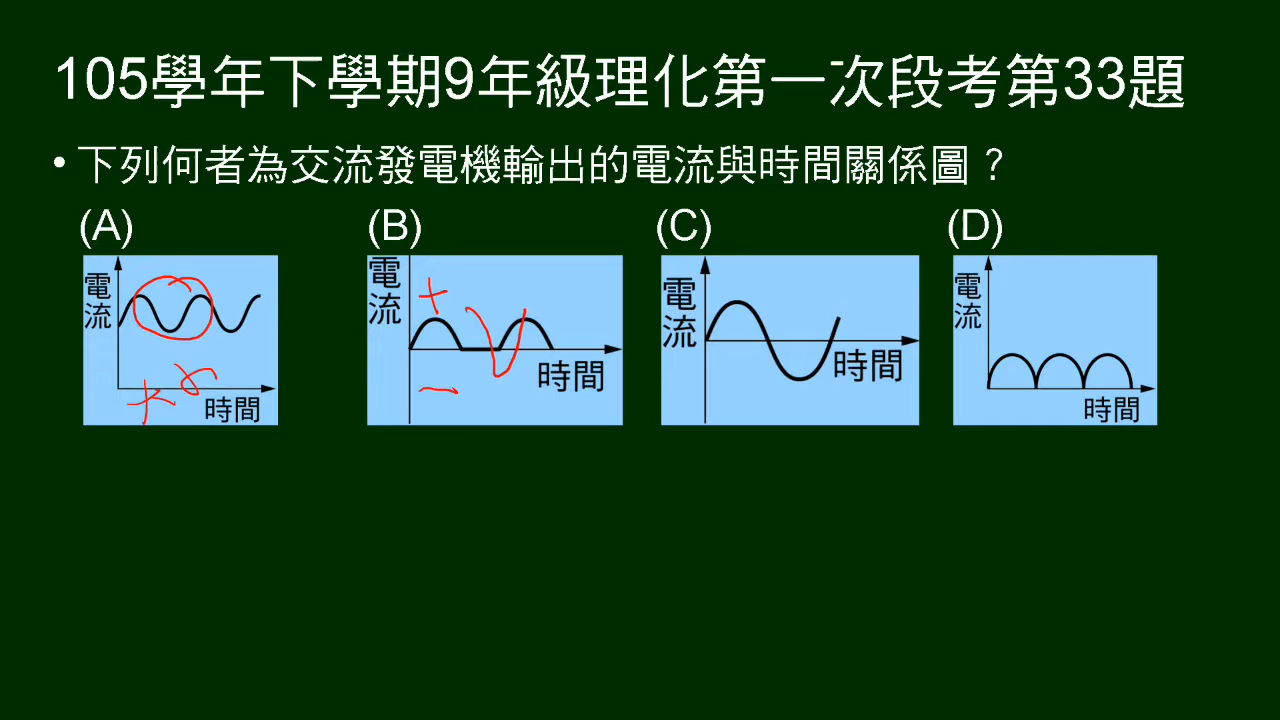 105學年下學期9年級理化第一次段考第33題
• 下列何者為交流發電機輸出的電流與時間關係圖？
(A) (B) (C) (D)
電流 時間
電流 + − 時間
電流 時間
電流 時間